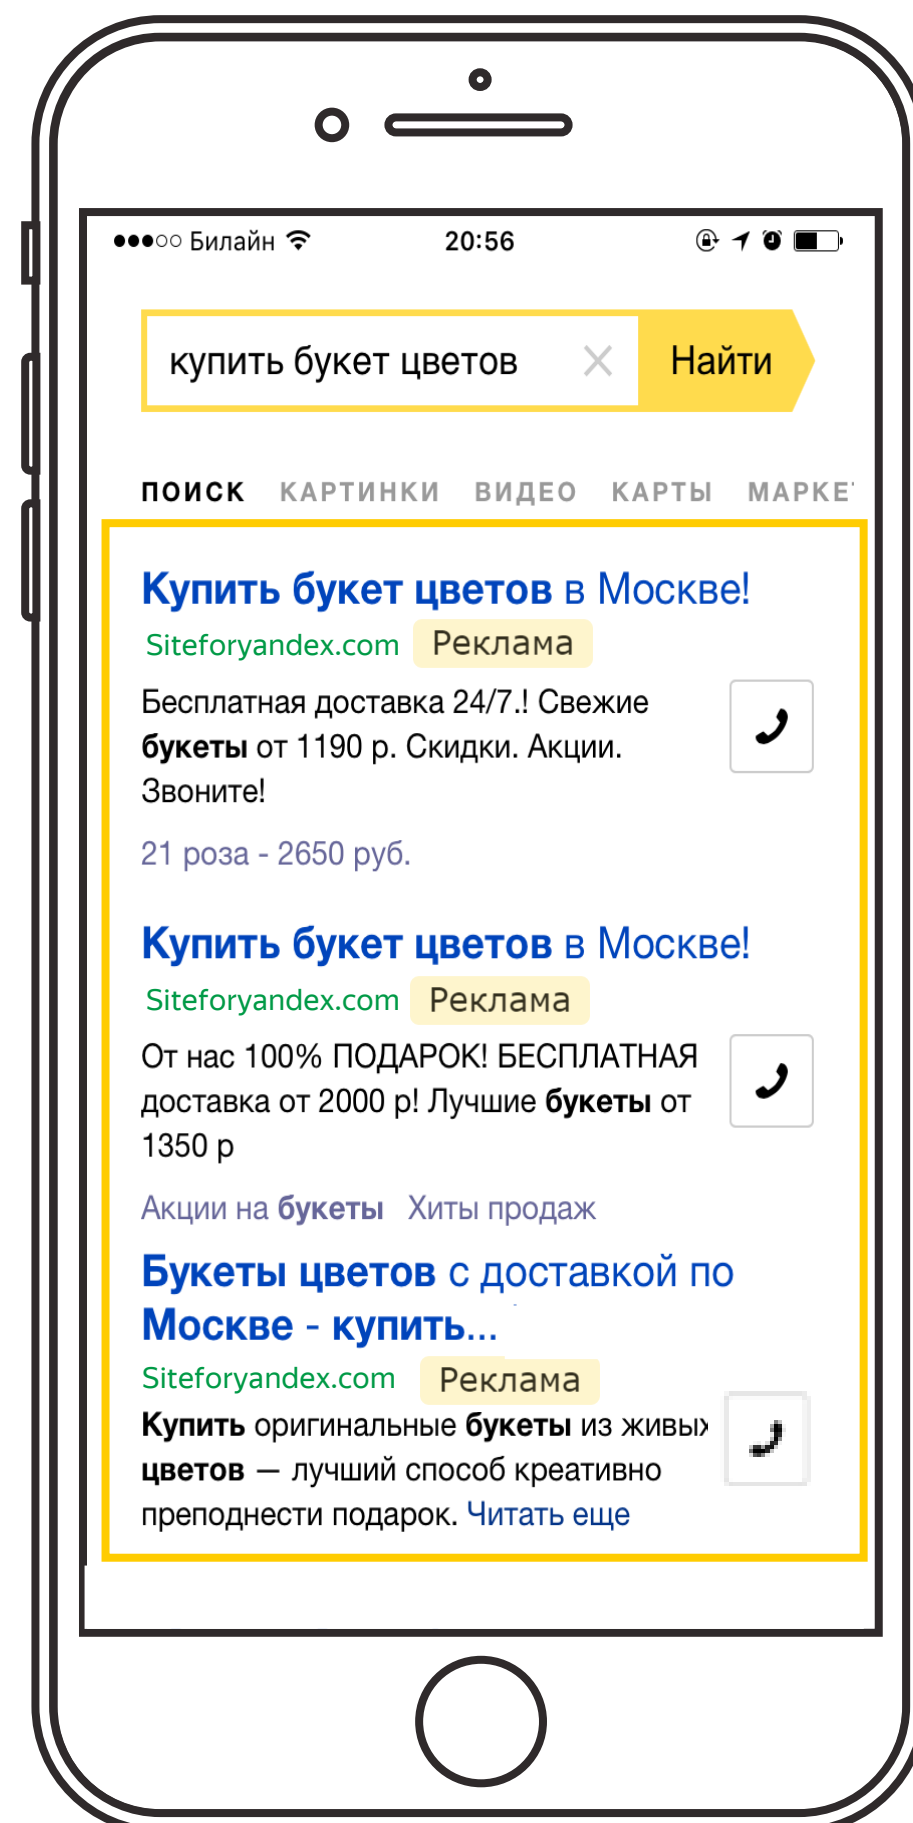 Билайн 20:56
купить букет цветов Найти
ПОИСК КАРТИНКИ ВИДЕО КАРТЫ МАРКЕ
Купить букет цветов в Москве!
Siteforyandex.com Реклама
Бесплатная доставка 24/7.! Свежие
букеты от 1190 р. Скидки. Акции.
Звоните!
21 роза - 2650 руб.
Купить букет цветов в Москве!
Siteforyandex.com Реклама
От нас 100% ПОДАРОК! БЕСПЛАТНАЯ
доставка от 2000 р! Лучшие букеты от
1350 р
Акции на букеты Хиты продаж
Букеты цветов с доставкой по
Москве - купить...
Siteforyandex.com Реклама
Купить оригинальные букеты из живых
цветов — лучший способ креативно
преподнести подарок. Читать еще